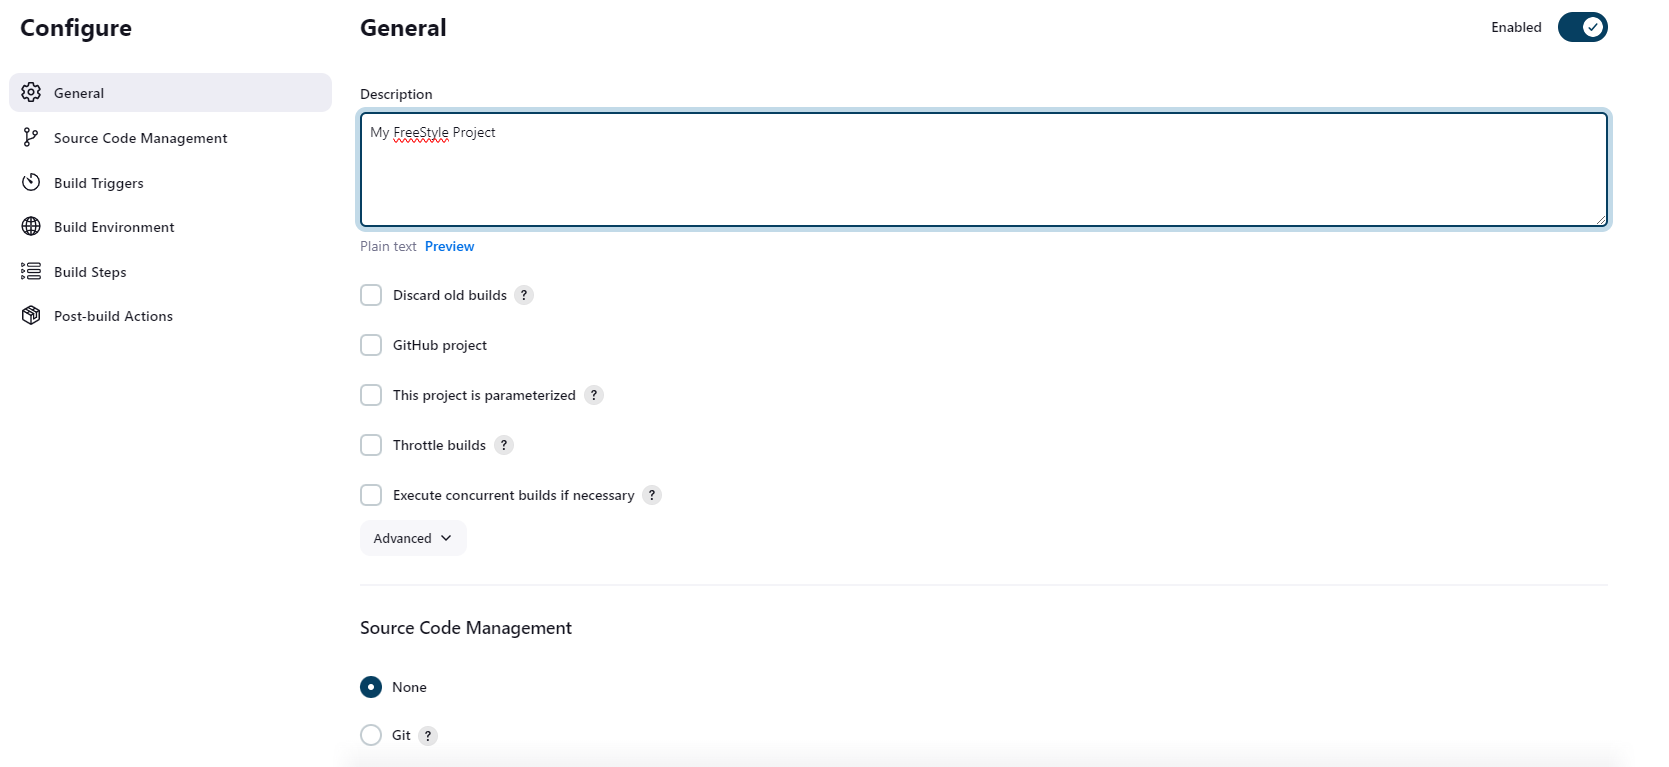 Configure
General
Source Code Management
Build Triggers
Build Environment
Build Steps
Post-build Actions
General
Enabled
Description
My FreeStyle Project
Plain text Preview
Discard old builds ?
GitHub project
This project is parameterized ?
Throttle builds ?
Execute concurrent builds if necessary ?
Advanced
Source Code Management
None
Git ?